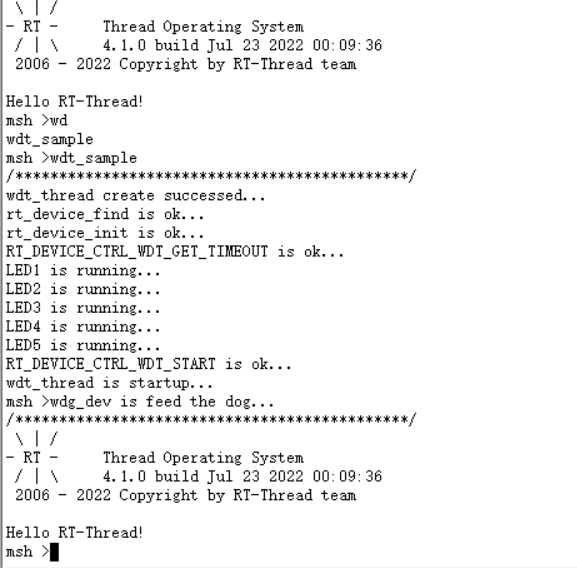 \ | /
- RT -     Thread Operating System
 / | \     4.1.0 build Jul 23 2022 00:09:36
 2006 - 2022 Copyright by RT-Thread team

Hello RT-Thread!
msh >wd
wdt_sample
msh >wdt_sample
/*********************************************/
wdt_thread create successed...
rt_device_find is ok...
rt_device_init is ok...
RT_DEVICE_CTRL_WDT_GET_TIMEOUT is ok...
LED1 is running...
LED2 is running...
LED3 is running...
LED4 is running...
LED5 is running...
RT_DEVICE_CTRL_WDT_START is ok...
wdt_thread is startup...
msh >wdg_dev is feed the dog...
/*********************************************/
 \ | /
- RT -     Thread Operating System
 / | \     4.1.0 build Jul 23 2022 00:09:36
 2006 - 2022 Copyright by RT-Thread team

Hello RT-Thread!
msh >